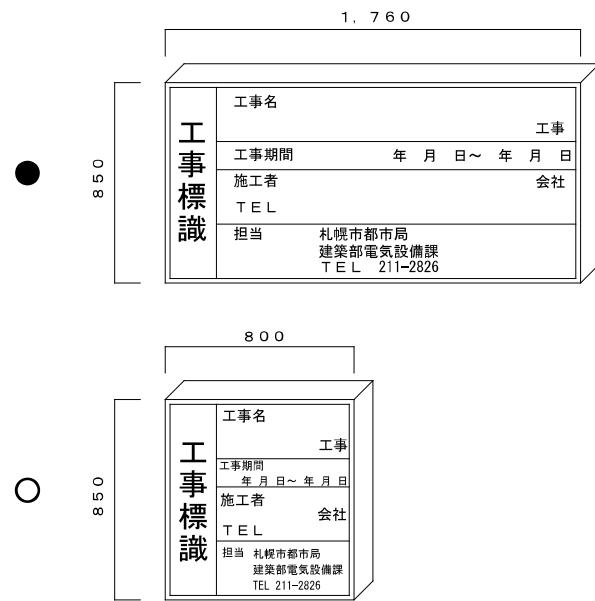 1,760
850
工事標識
工事名
工事
工事期間 年 月 日~ 年 月 日
施工者 会社
TEL
担当 札幌市都市局
建築部電気設備課
TEL 211-2826
800
850
工事標識
工事名
工事
工事期間
年 月 日~ 年 月 日
施工者
会社
TEL
担当 札幌市都市局
建築部電気設備課
TEL 211-2826